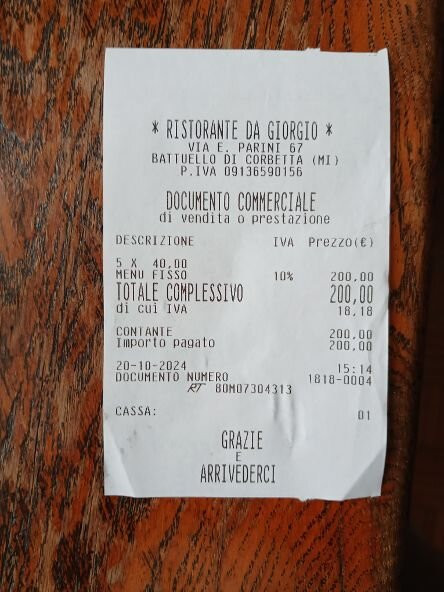 * RISTORANTE DA GIORGIO *
VIA E. PARINI 67
BATTUELLO DI CORBETTA (MI)
P.IVA 09136590156
DOCUMENTO COMMERCIALE
di vendita o prestazione
DESCRIZIONE IVA Prezzo(€)
5 X 40,00
MENU FISSO 10% 200,00
TOTALE COMPLESSIVO 200,00
di cui IVA 18,18
CONTANTE 200,00
Importo pagato 200,00
20-10-2024 15:14
DOCUMENTO NUMERO 1818-0004
RT 80M07304313
CASSA: 01
GRAZIE
E
ARRIVEDERCI